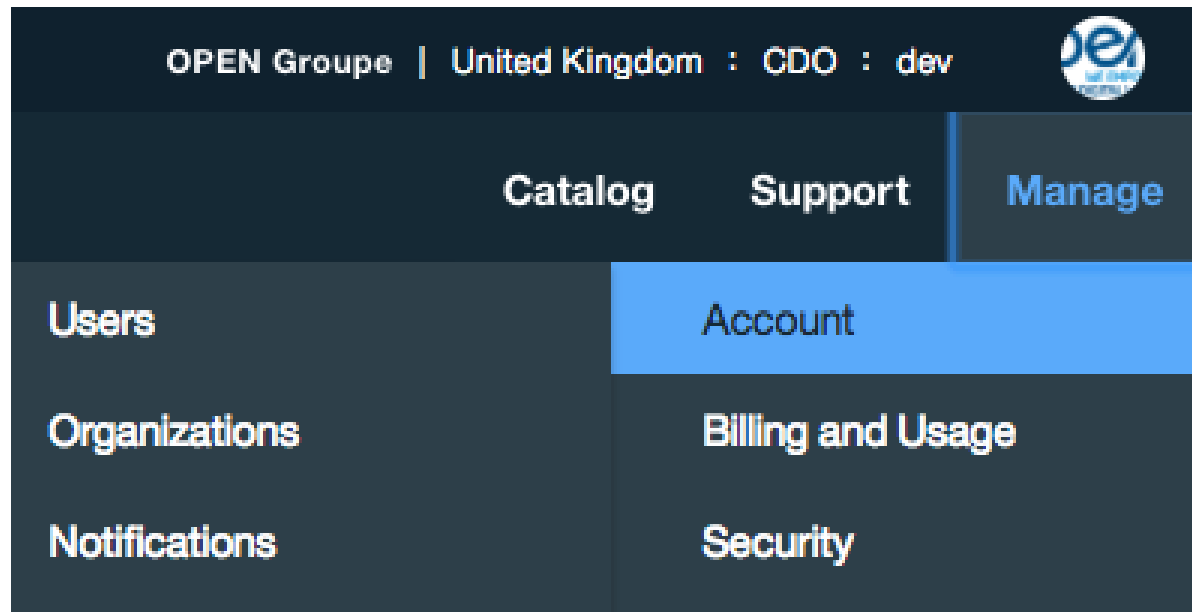 OPEN Groupe | United Kingdom : CDO : dev
Catalog Support Manage
Users Account
Organizations Billing and Usage
Notifications Security